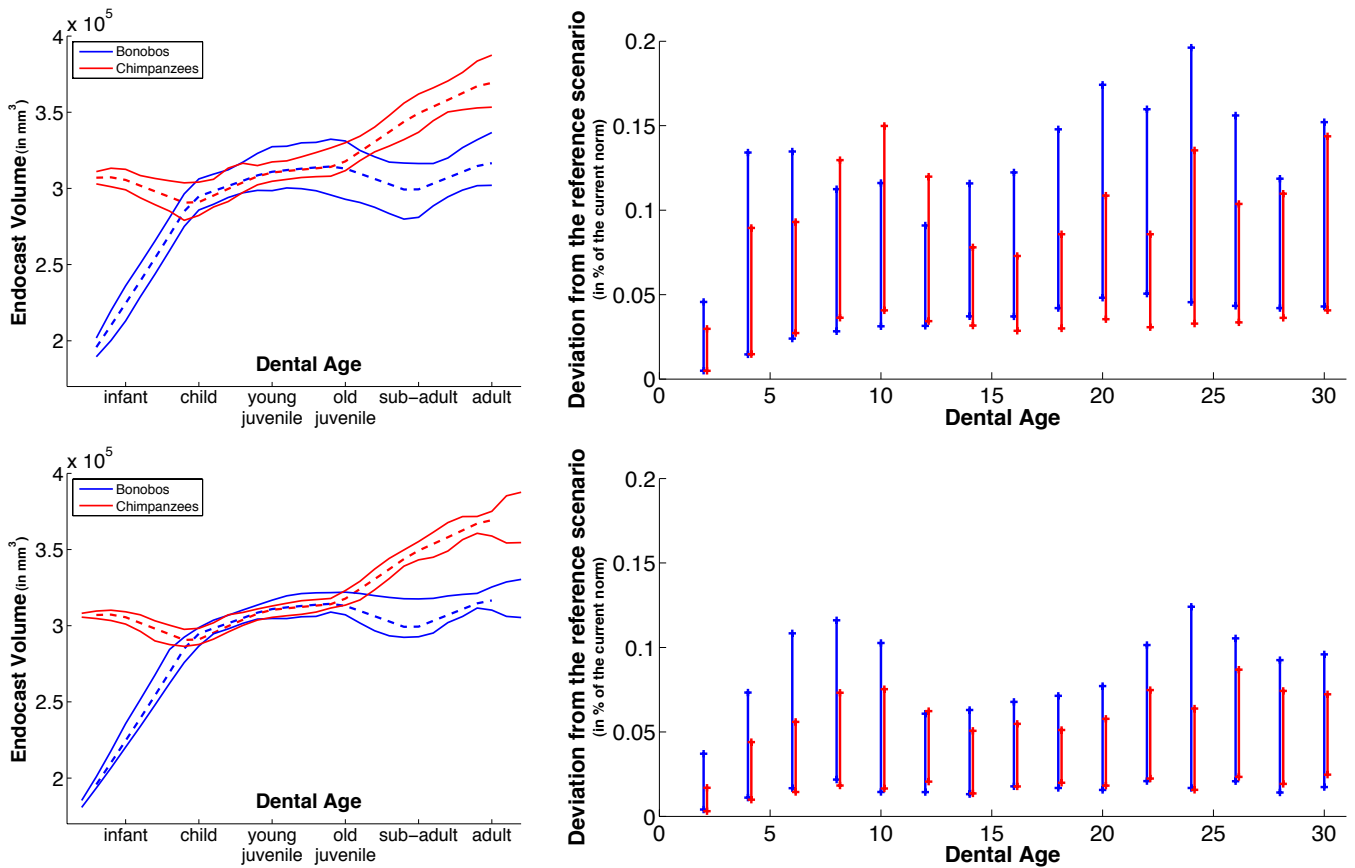 x 10^5
4
3.5
3
2.5
2
Endocast Volume (in mm^3)
Bonobos
Chimpanzees
Dental Age
infant child young juvenile old juvenile sub-adult adult
0.2
0.15
0.1
0.05
0
Deviation from the reference scenario
(in % of the current norm)
0 5 10 15 20 25 30
Dental Age
x 10^5
4
3.5
3
2.5
2
Endocast Volume (in mm^3)
Bonobos
Chimpanzees
Dental Age
infant child young juvenile old juvenile sub-adult adult
0.2
0.15
0.1
0.05
0
Deviation from the reference scenario
(in % of the current norm)
0 5 10 15 20 25 30
Dental Age